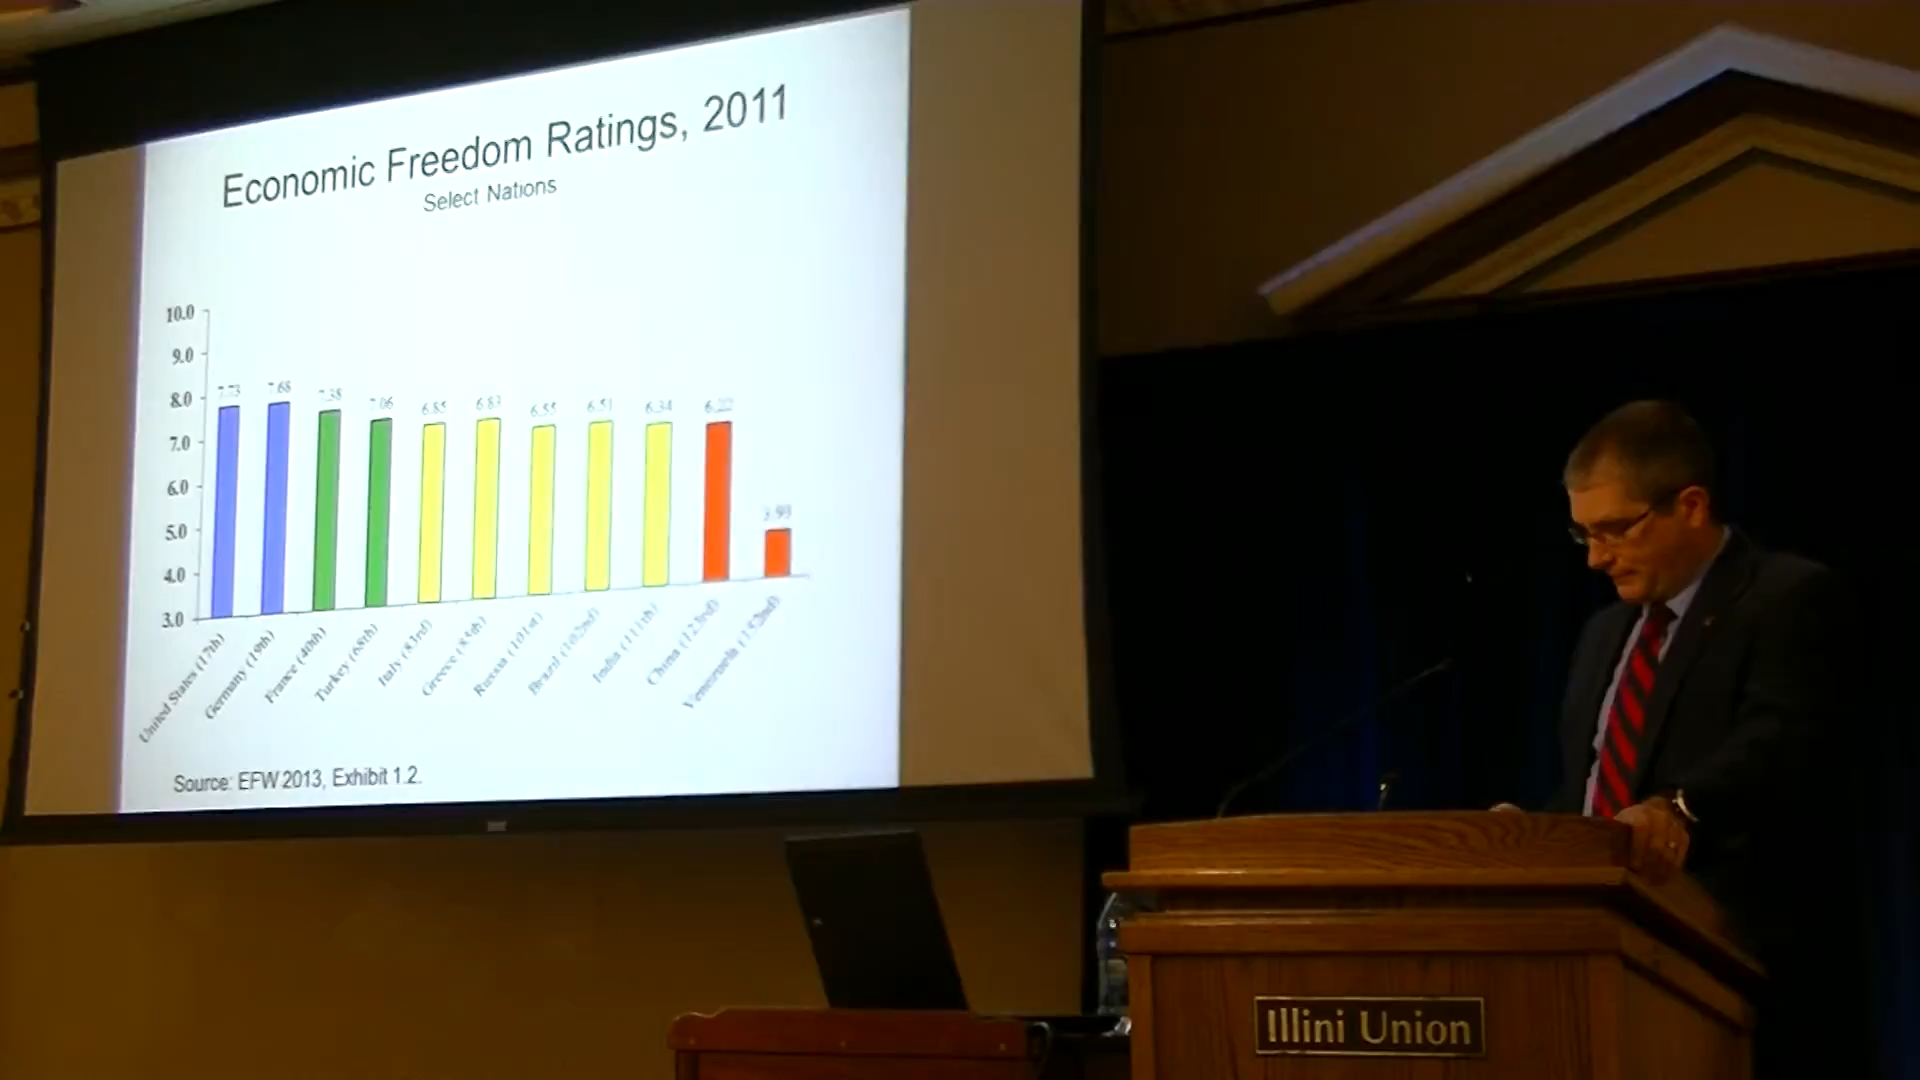 Economic Freedom Ratings, 2011
Select Nations
10.0
9.0
8.0
7.0
6.0
5.0
4.0
3.0
7.73
7.68
7.38
7.06
6.85
6.83
6.55
6.51
6.34
6.22
3.93
United States (17th)
Germany (19th)
France (40th)
Turkey (68th)
Italy (83rd)
Greece (85th)
Russia (101st)
Brazil (102nd)
India (111th)
China (123rd)
Venezuela (152nd)
Source: EFW 2013, Exhibit 1.2.
Illini Union